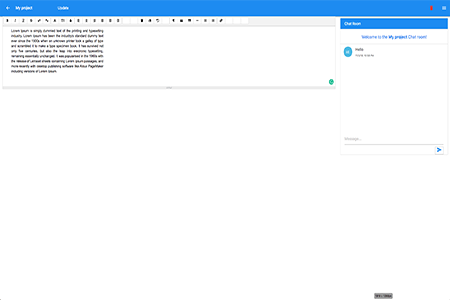 My project
Update
Lorem Ipsum is simply dummied text of the printing and typesetting
industry. Lorem Ipsum has been the industry's standard dummy text
ever since the 1500s when an unknown printer took a galley of type
and scrambled it to make a type specimen book. It has survived not
only five centuries, but also the leap into electronic typesetting,
remaining essentially unchanged. It was popularised in the 1960s with
the release of Letraset sheets containing Lorem Ipsum passages, and
more recently with desktop publishing software like Aldus PageMaker
including versions of Lorem Ipsum.
Chat Room
Welcome to the My project Chat room!
Hello,
Message...